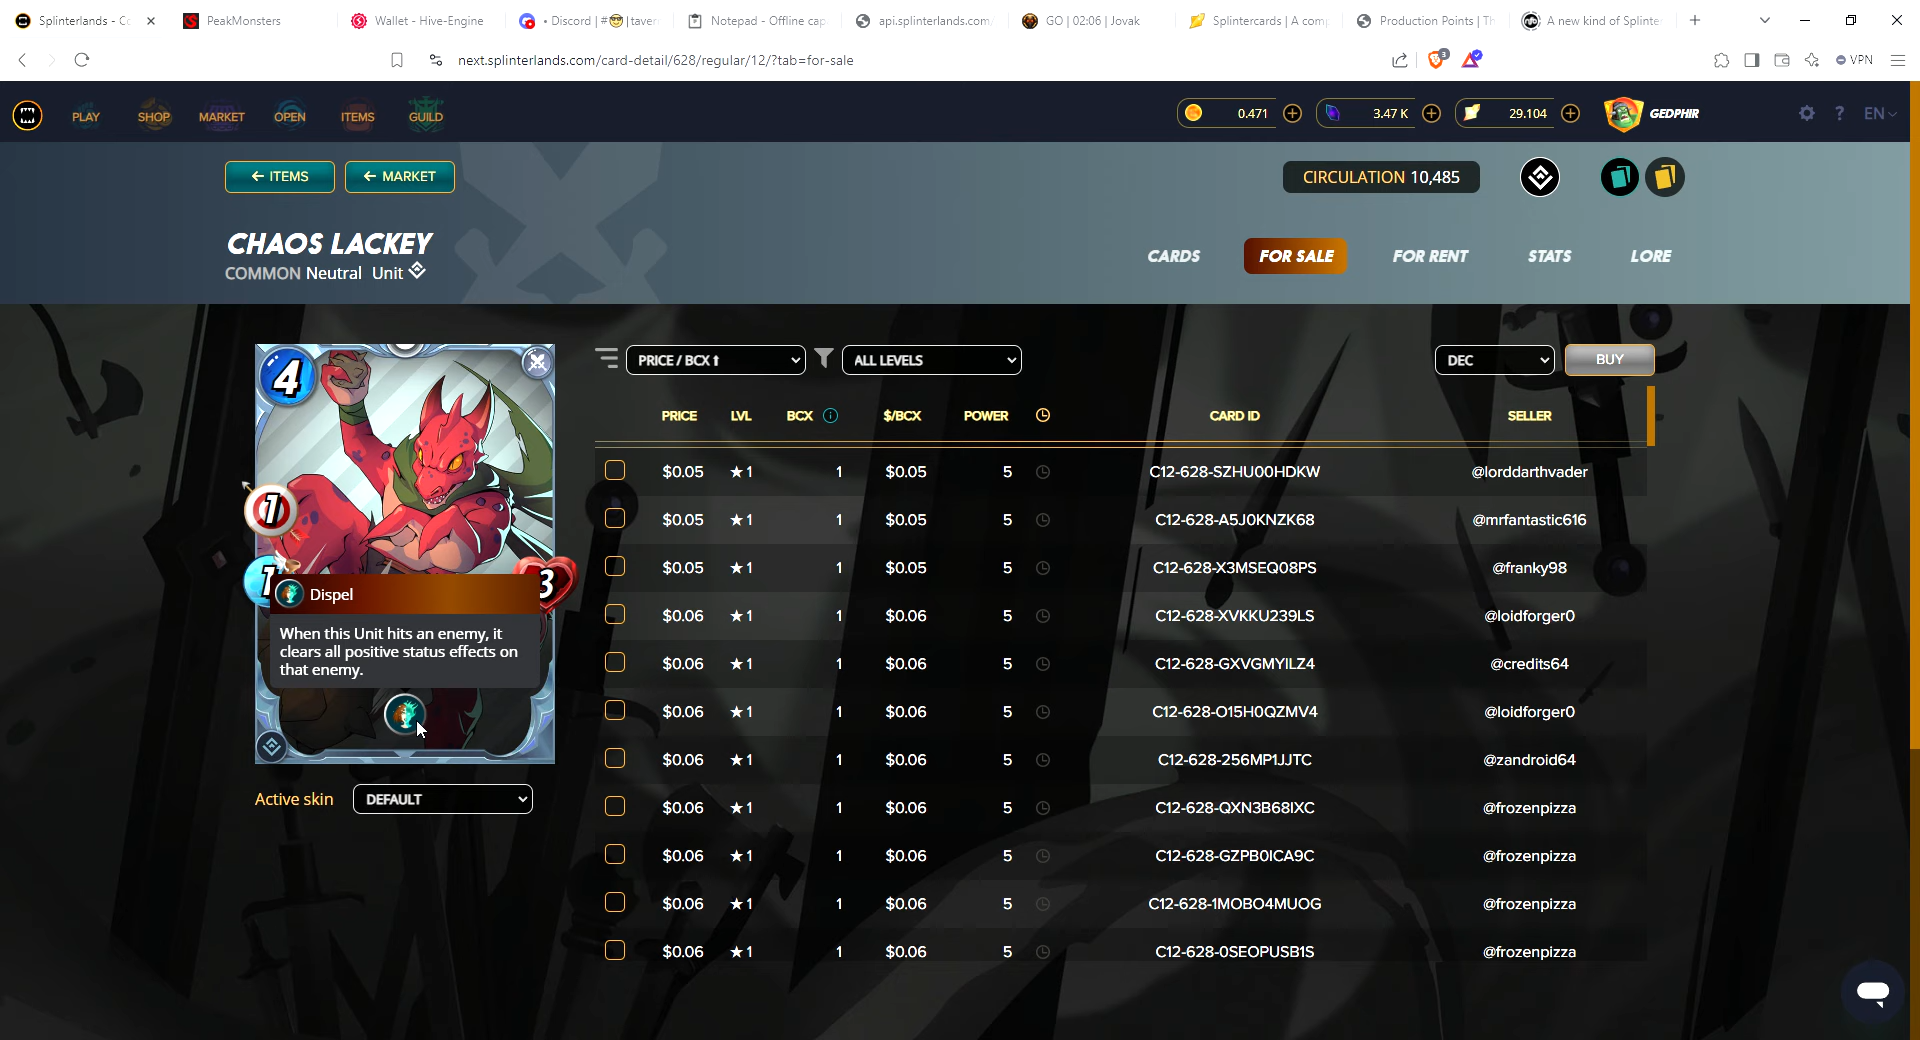 Splinterlands - Co
PeakMonsters
Wallet - Hive-Engine
• Discord | #😎|taver
Notepad - Offline cap
api.splinterlands.com/
GO | 02:06 | Jovak
Splintercards | A comp
Production Points | Th
A new kind of Splinte
next.splinterlands.com/card-detail/628/regular/12/?tab=for-sale
3
VPN
PLAY
SHOP
MARKET
OPEN
ITEMS
GUILD
0.471
3.47 K
29.104
GEDPHIR
?
EN
← ITEMS
← MARKET
CIRCULATION 10,485
CHAOS LACKEY
COMMON Neutral Unit
CARDS
FOR SALE
FOR RENT
STATS
LORE
4
1
1
3
Dispel
When this Unit hits an enemy, it
clears all positive status effects on
that enemy.
Active skin
DEFAULT
PRICE / BCX ↑
ALL LEVELS
DEC
BUY
PRICE LVL BCX $/BCX POWER CARD ID SELLER
$0.05 ★1 1 $0.05 5 C12-628-SZHU00HDKW @lorddarthvader
$0.05 ★1 1 $0.05 5 C12-628-A5J0KNZK68 @mrfantastic616
$0.05 ★1 1 $0.05 5 C12-628-X3MSEQ08PS @franky98
$0.06 ★1 1 $0.06 5 C12-628-XVKKU239LS @loidforger0
$0.06 ★1 1 $0.06 5 C12-628-GXVGMYILZ4 @credits64
$0.06 ★1 1 $0.06 5 C12-628-O15H0QZMV4 @loidforger0
$0.06 ★1 1 $0.06 5 C12-628-256MP1JJTC @zandroid64
$0.06 ★1 1 $0.06 5 C12-628-QXN3B68IXC @frozenpizza
$0.06 ★1 1 $0.06 5 C12-628-GZPB0ICA9C @frozenpizza
$0.06 ★1 1 $0.06 5 C12-628-1MOBO4MUOG @frozenpizza
$0.06 ★1 1 $0.06 5 C12-628-0SEOPUSB1S @frozenpizza